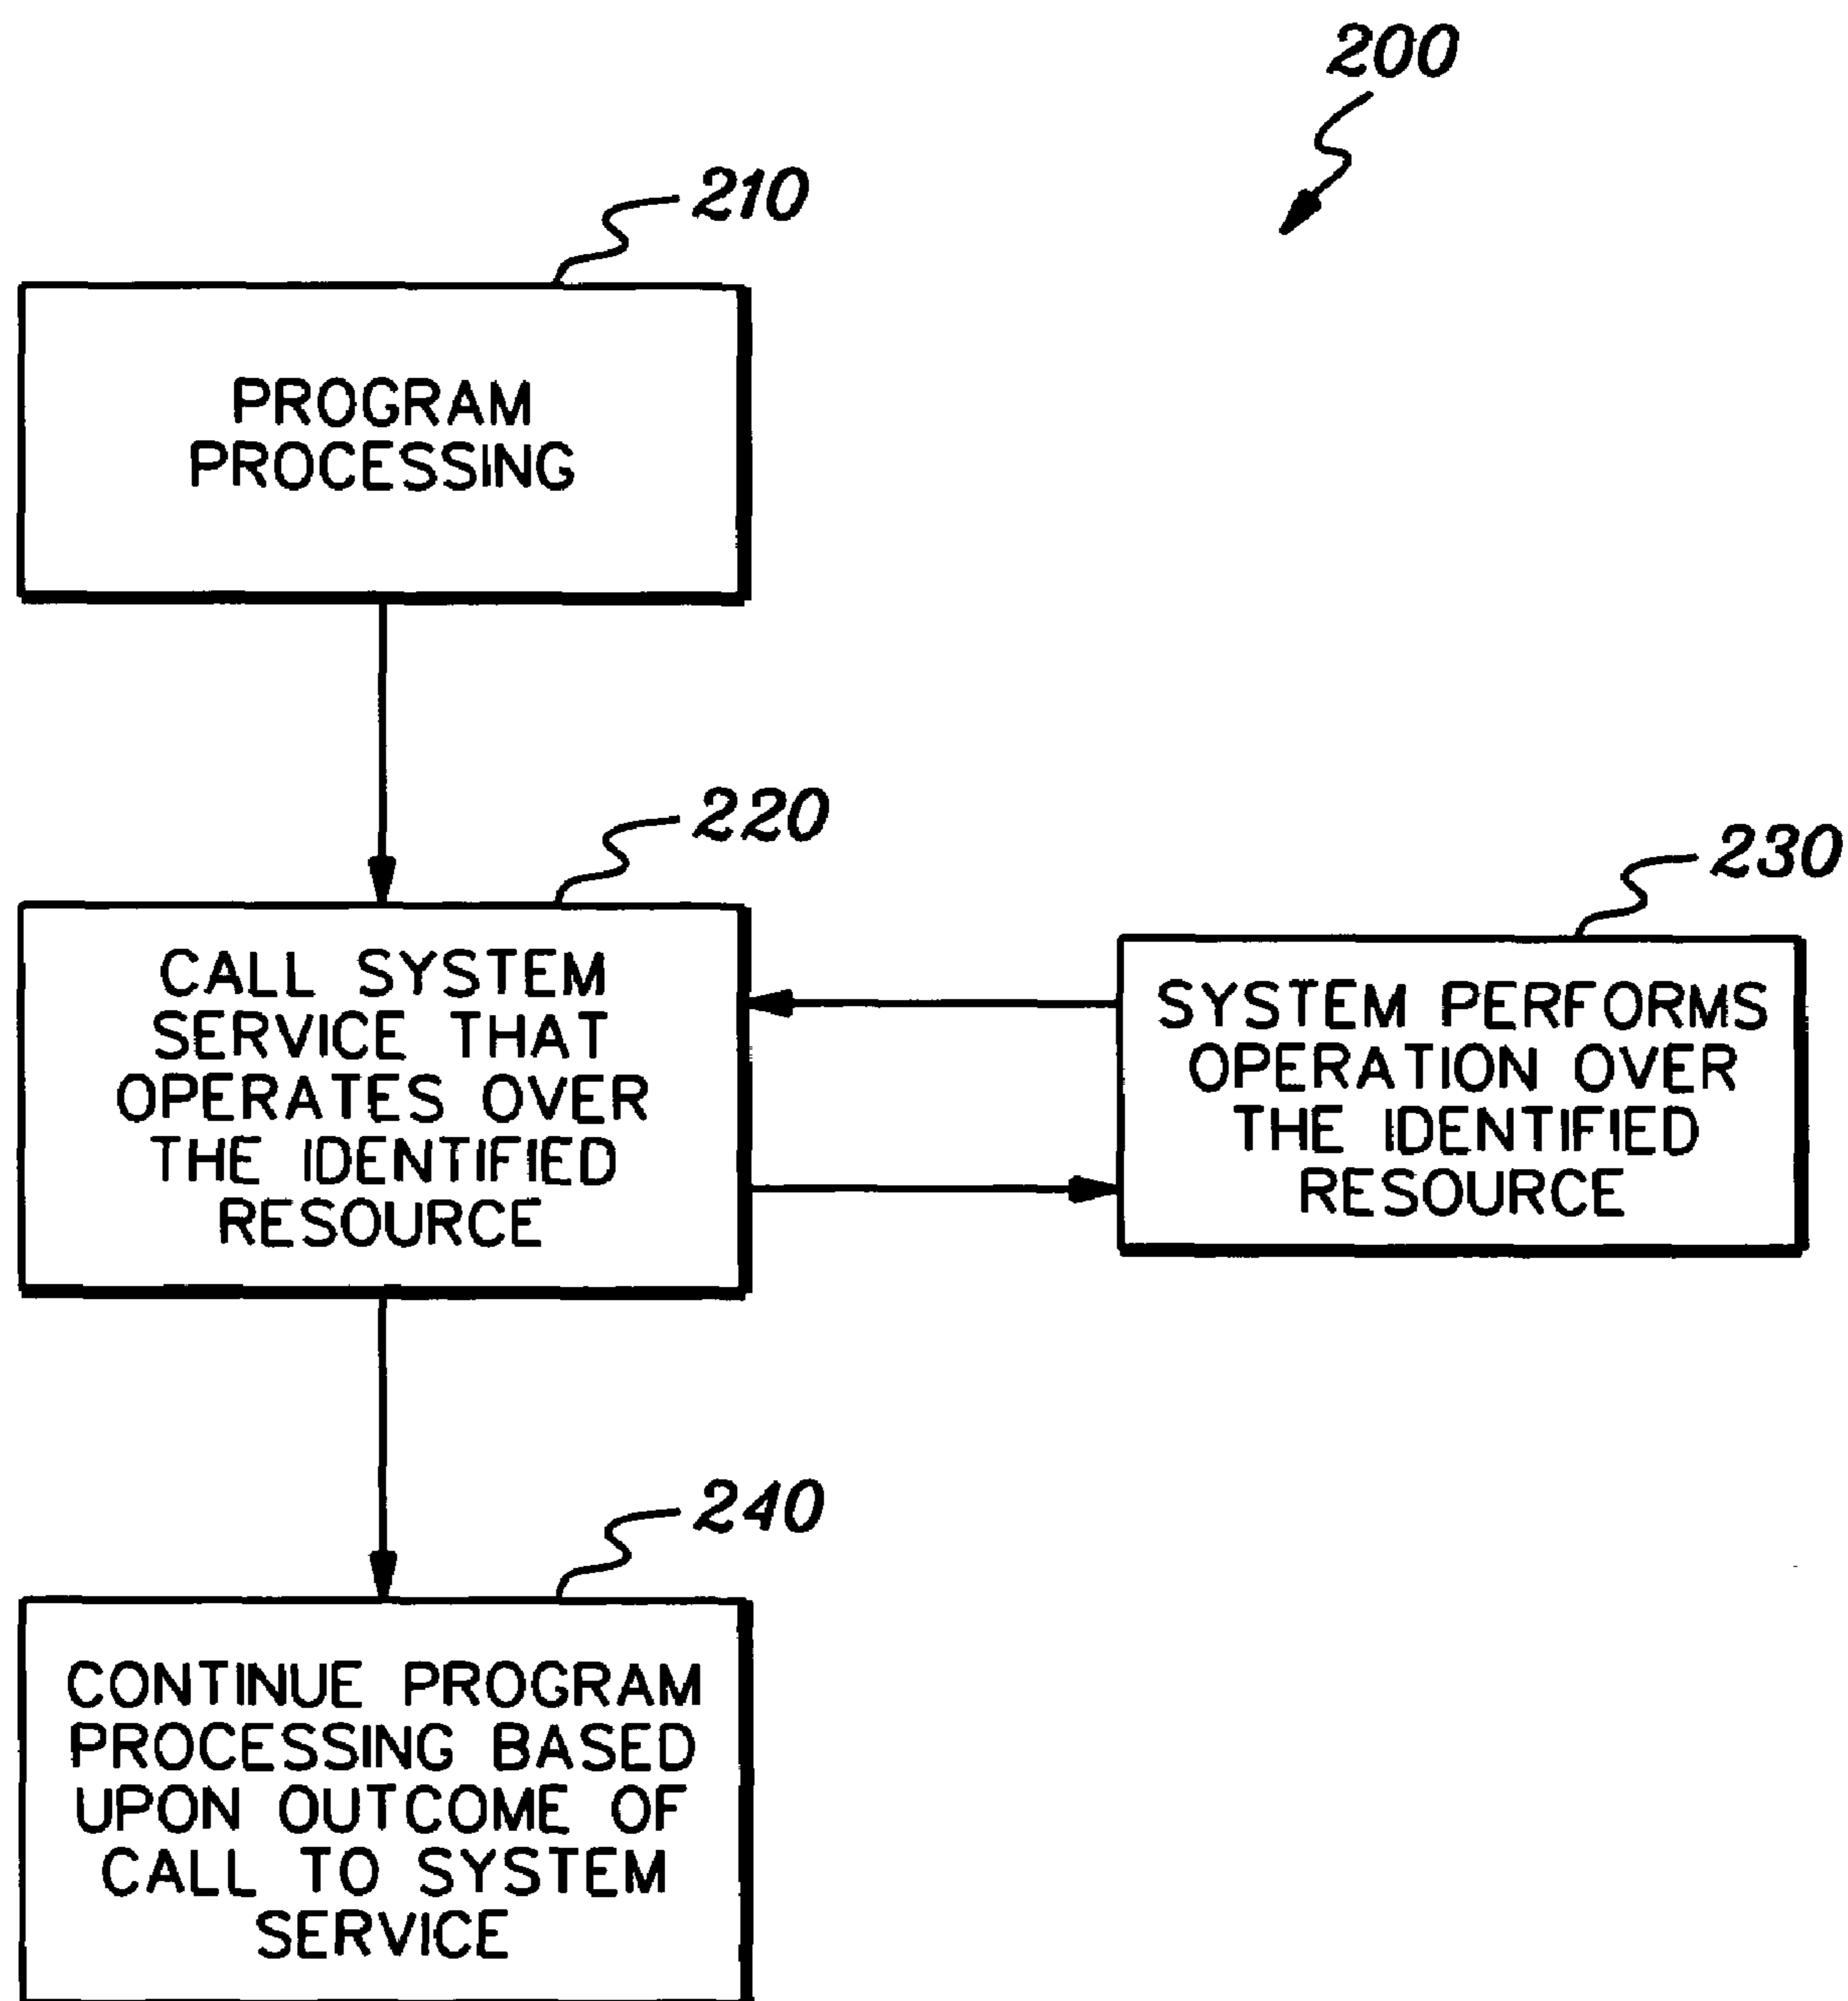 200
210
PROGRAM
PROCESSING
220
CALL SYSTEM
SERVICE THAT
OPERATES OVER
THE IDENTIFIED
RESOURCE
230
SYSTEM PERFORMS
OPERATION OVER
THE IDENTIFIED
RESOURCE
240
CONTINUE PROGRAM
PROCESSING BASED
UPON OUTCOME OF
CALL TO SYSTEM
SERVICE